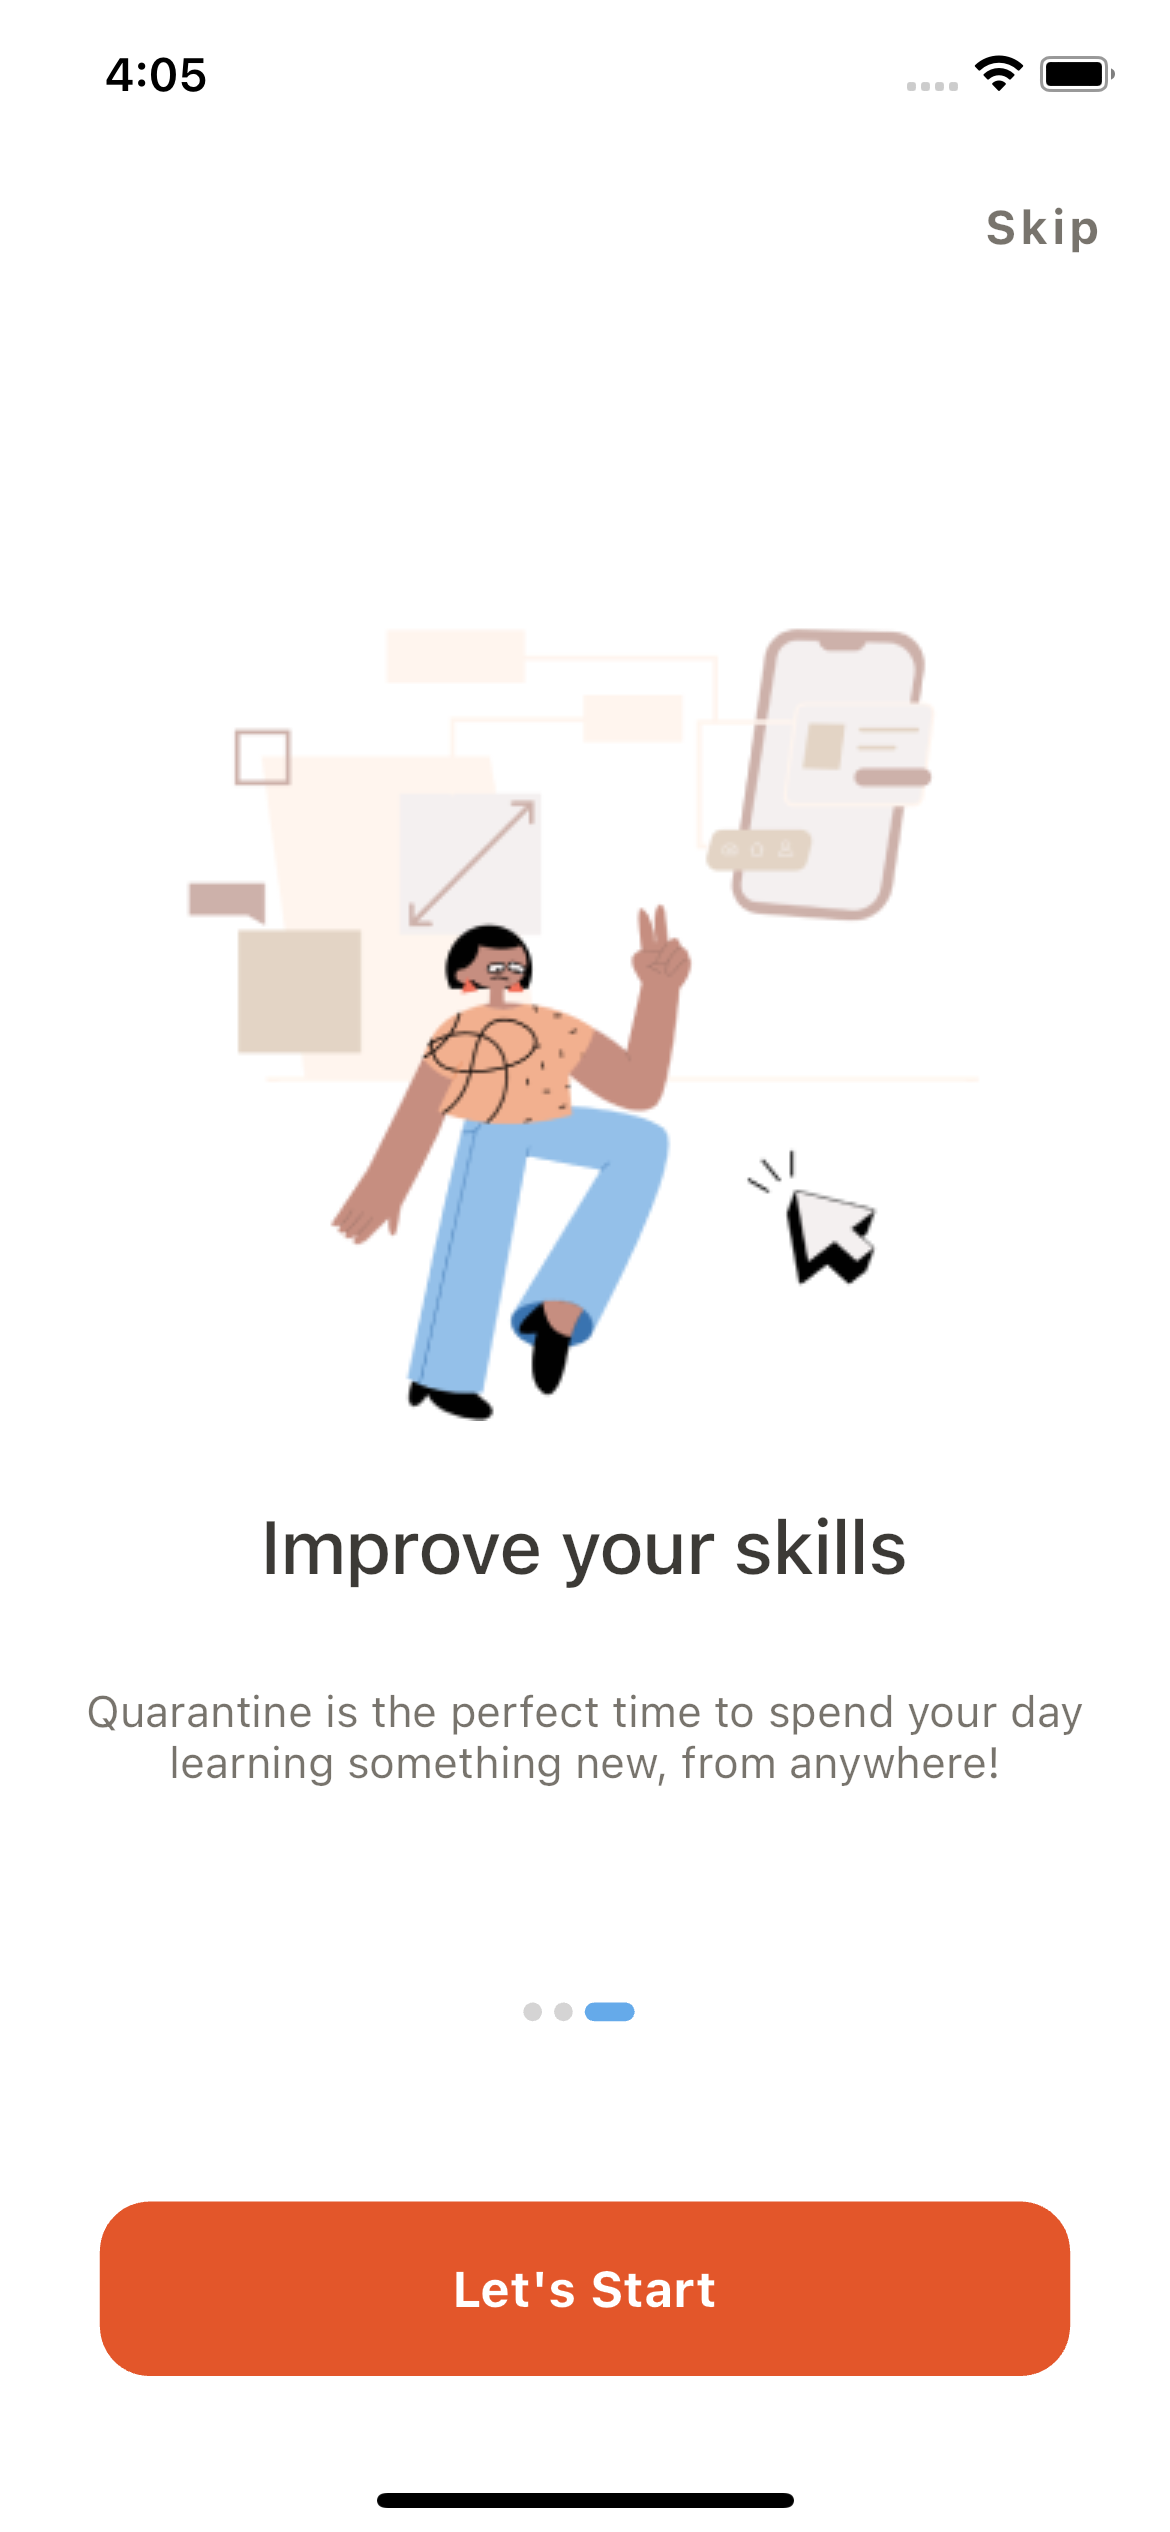 4:05
Skip
Improve your skills
Quarantine is the perfect time to spend your day
learning something new, from anywhere!
Let's Start